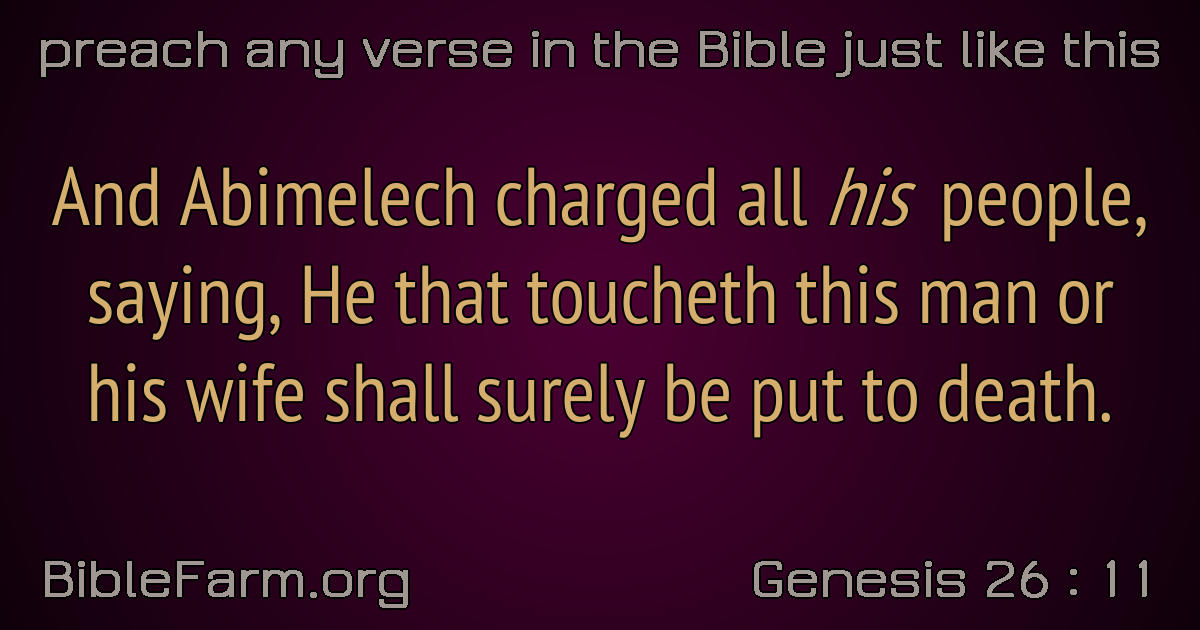 preach any verse in the Bible just like this
And Abimelech charged all his people,
saying, He that toucheth this man or
his wife shall surely be put to death.
BibleFarm.org
Genesis 26 : 11